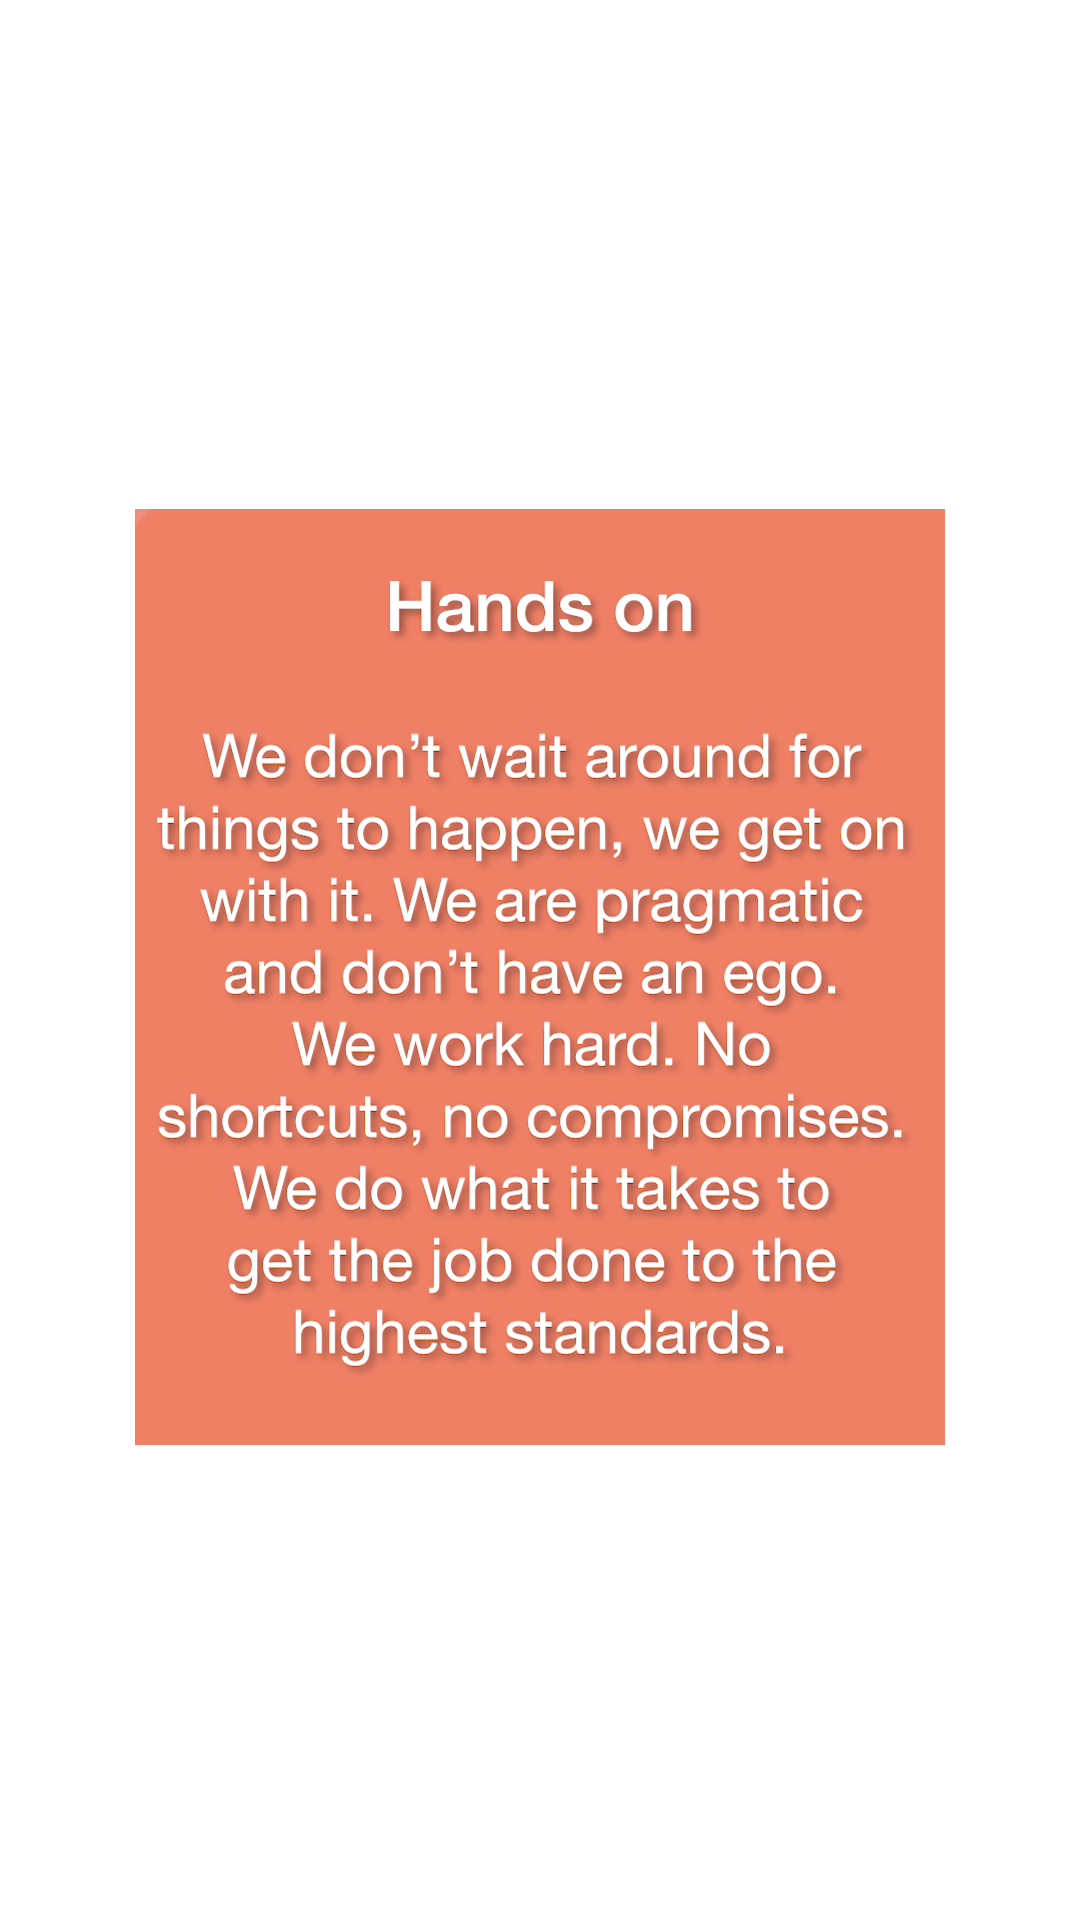 Hands on
We don’t wait around for
things to happen, we get on
with it. We are pragmatic
and don’t have an ego.
We work hard. No
shortcuts, no compromises.
We do what it takes to
get the job done to the
highest standards.